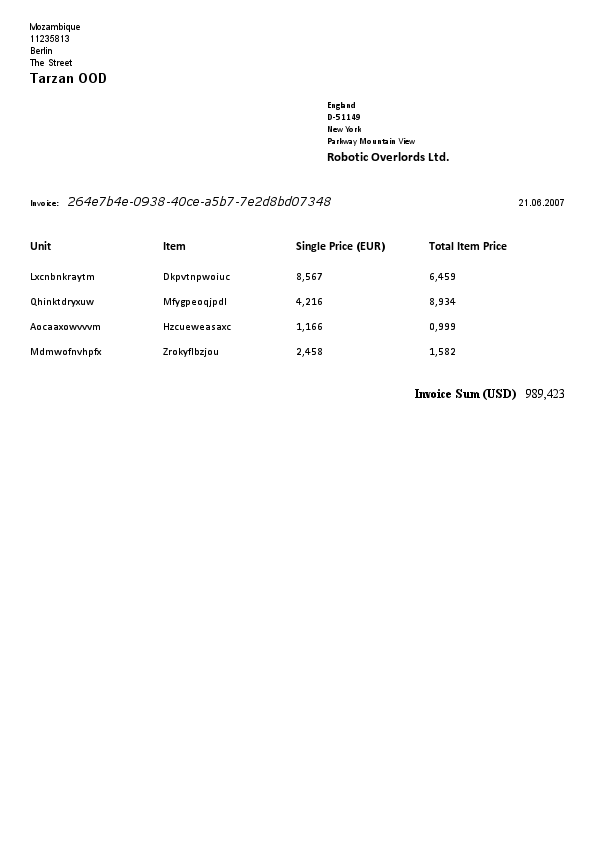 Mozambique
11235813
Berlin
The Street
Tarzan OOD
England
D-51149
New York
Parkway Mountain View
Robotic Overlords Ltd.
Invoice: 264e7b4e-0938-40ce-a5b7-7e2d8bd07348 21.06.2007
Unit Item Single Price (EUR) Total Item Price
Lxcnbnkraytm Dkpvtnpwoiuc 8,567 6,459
Qhinktdryxuw Mfygpeoqjpdl 4,216 8,934
Aocaaxowvvvm Hzcueweasaxc 1,166 0,999
Mdmwofnvhpfx Zrokyflbzjou 2,458 1,582
Invoice Sum (USD) 989,423